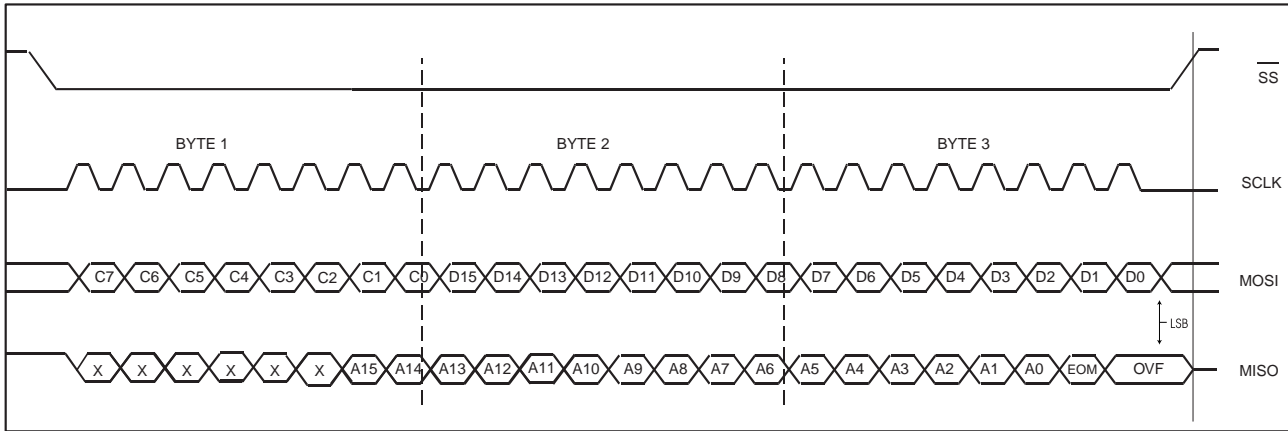 SS
BYTE 1 BYTE 2 BYTE 3
SCLK
C7 C6 C5 C4 C3 C2 C1 C0 D15 D14 D13 D12 D11 D10 D9 D8 D7 D6 D5 D4 D3 D2 D1 D0 MOSI
LSB
X X X X X X A15 A14 A13 A12 A11 A10 A9 A8 A7 A6 A5 A4 A3 A2 A1 A0 EOM OVF MISO